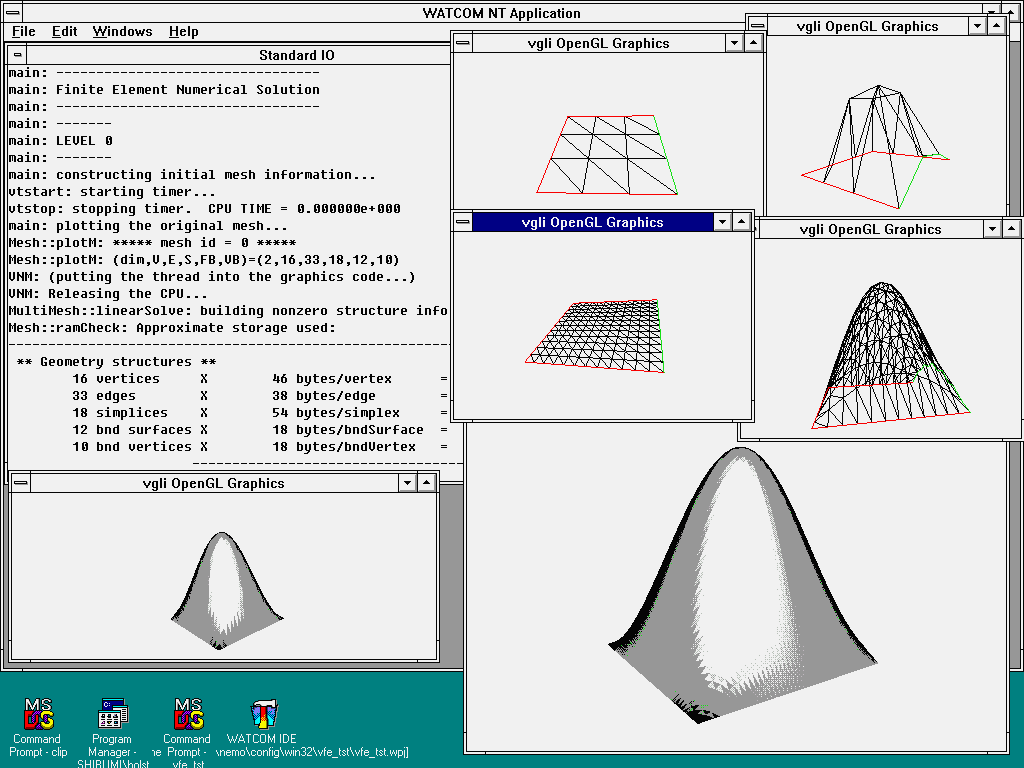 WATCOM NT Application
File Edit Windows Help
Standard IO
main: ---------------------------------
main: Finite Element Numerical Solution
main: ---------------------------------
main: -------
main: LEVEL 0
main: -------
main: constructing initial mesh information...
vtstart: starting timer...
vtstop: stopping timer.  CPU TIME = 0.000000e+000
main: plotting the original mesh...
Mesh::plotM: ***** mesh id = 0 *****
Mesh::plotM: (dim,V,E,S,FB,VB)=(2,16,33,18,12,10)
VNM: (putting the thread into the graphics code...)
VNM: Releasing the CPU...
MultiMesh::linearSolve: building nonzero structure info
Mesh::ramCheck: Approximate storage used:
** Geometry structures **
16 vertices X 46 bytes/vertex =
33 edges X 38 bytes/edge =
18 simplices X 54 bytes/simplex =
12 bnd surfaces X 18 bytes/bndSurface =
10 bnd vertices X 18 bytes/bndVertex =
vgli OpenGL Graphics
vgli OpenGL Graphics
vgli OpenGL Graphics
vgli OpenGL Graphics
vgli OpenGL Graphics
MS
DOS
Command
Prompt - clip
Program
Manager -
SHIBUMI\holst
MS
DOS
Command
Prompt -
vfe_tst
WATCOM IDE
\nemo\config\win32\vfe_tst\vfe_tst.wpj]